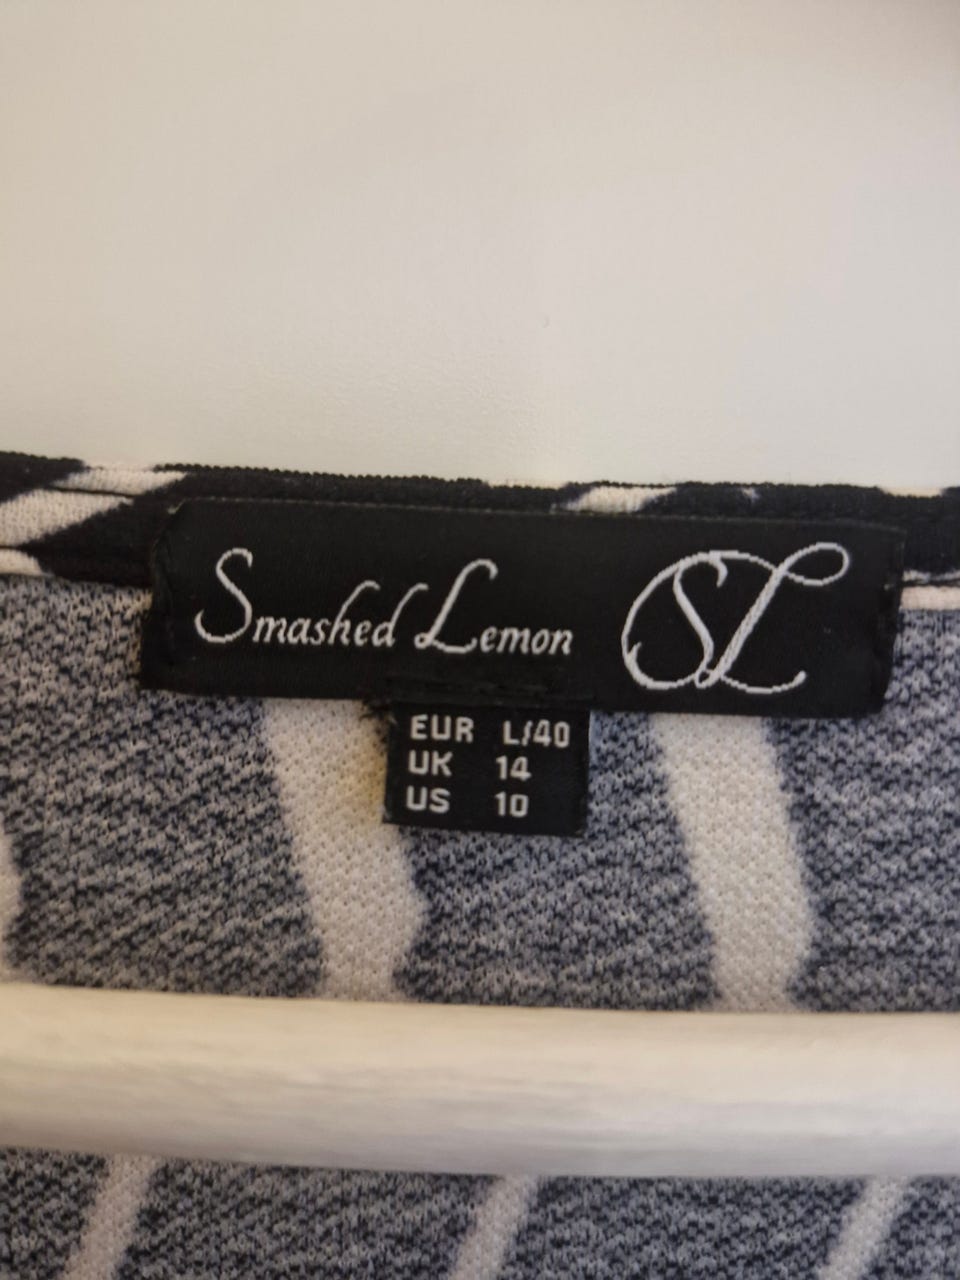 Smashed Lemon SL
EUR L/40
UK 14
US 10